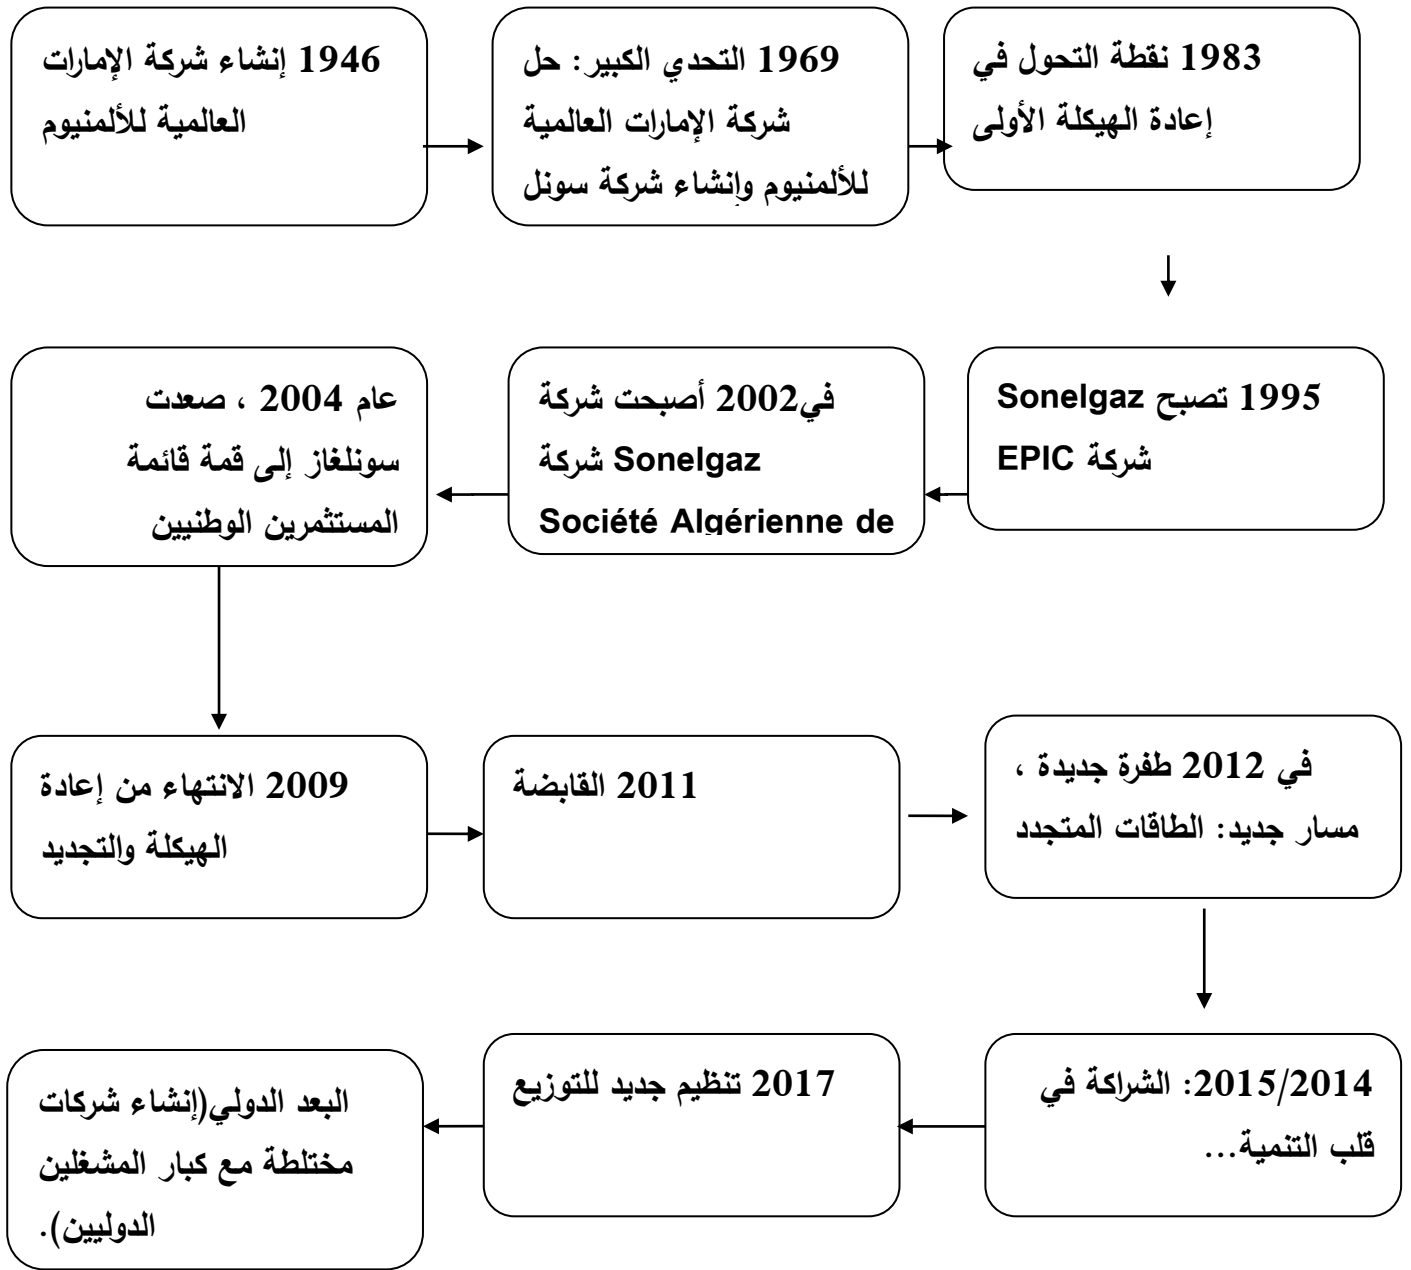 1946 إنشاء شركة الإمارات
العالمية للألمنيوم
1969 التحدي الكبير: حل
شركة الإمارات العالمية
للألمنيوم وإنشاء شركة سونل
1983 نقطة التحول في
إعادة الهيكلة الأولى
1995 تصبح Sonelgaz
شركة EPIC
في2002 أصبحت شركة
Sonelgaz شركة
Société Algérienne de
عام 2004 ، صعدت
سونلغاز إلى قمة قائمة
المستثمرين الوطنيين
2009 الانتهاء من إعادة
الهيكلة والتجديد
2011 القابضة
في 2012 طفرة جديدة ،
مسار جديد: الطاقات المتجدد
2015/2014: الشراكة في
قلب التنمية...
2017 تنظيم جديد للتوزيع
البعد الدولي(إنشاء شركات
مختلطة مع كبار المشغلين
الدوليين).